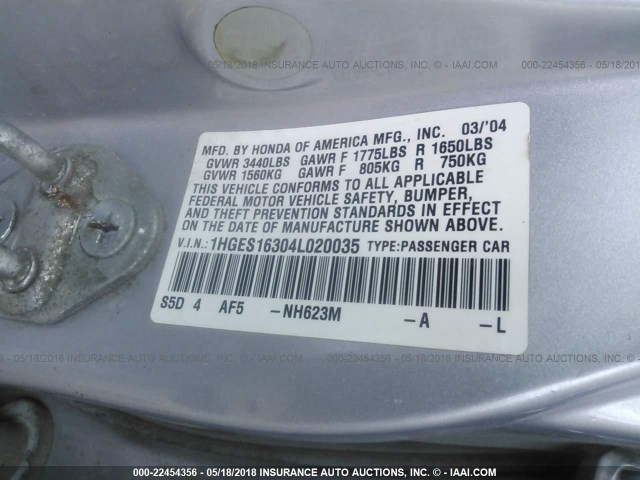 000-22454356 - 05/18/2018 INSURANCE AUTO AUCTIONS, INC. - ©IAAI.COM
MFD. BY HONDA OF AMERICA MFG., INC. 03/'04
GVWR 3440LBS GAWR F 1775LBS R 1650LBS
GVWR 1560KG GAWR F 805KG R 750KG
THIS VEHICLE CONFORMS TO ALL APPLICABLE
FEDERAL MOTOR VEHICLE SAFETY, BUMPER,
AND THEFT PREVENTION STANDARDS IN EFFECT
ON THE DATE OF MANUFACTURE SHOWN ABOVE.
V.I.N.: 1HGES16304L020035 TYPE:PASSENGER CAR
S5D 4 AF5 -NH623M -A -L
000-22454356 - 05/18/2018 INSURANCE AUTO AUCTIONS, INC. - ©IAAI.COM